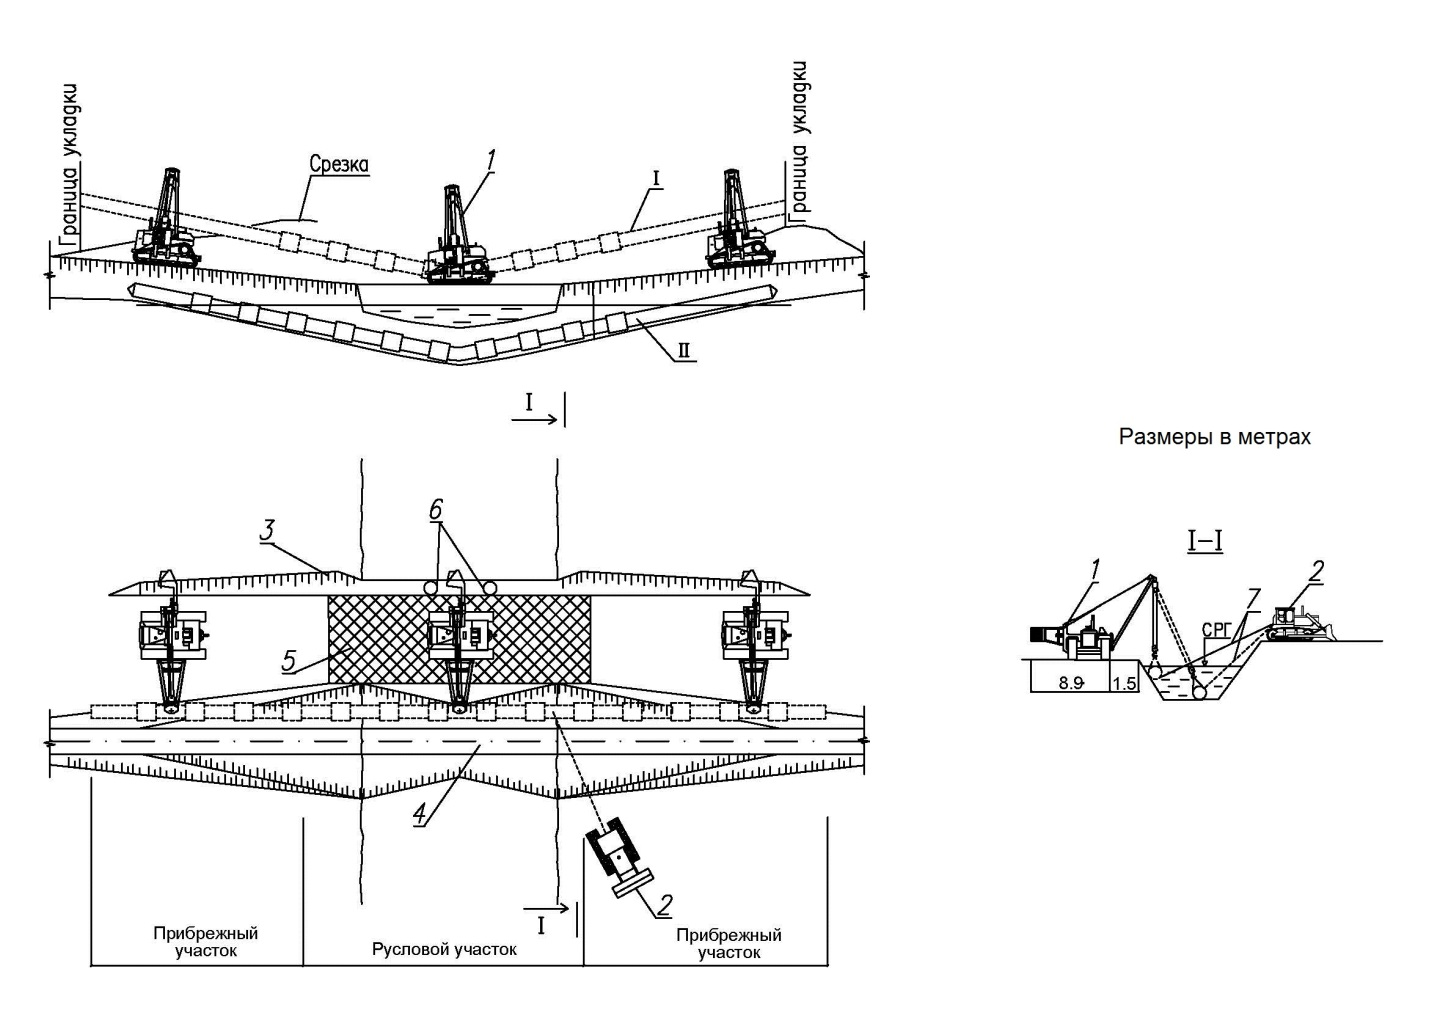 Граница укладки
Срезка
1
I
Граница укладки
II
I
Размеры в метрах
3
6
I-I
1
2
7
СРГ
8.9
1.5
5
4
2
I
Прибрежный
участок
Русловой участок
Прибрежный
участок